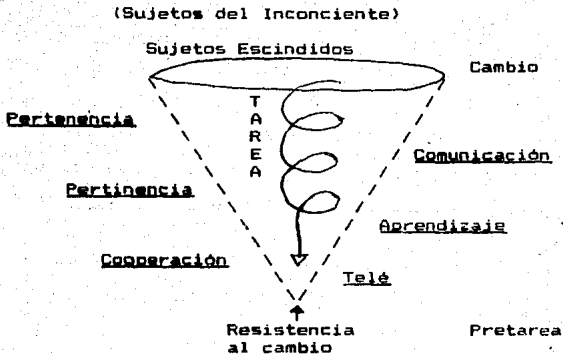 (Sujetos del Inconciente)
Sujetos Escindidos
Cambio
T
A
R
E
A
Pertenencia
Comunicación
Pertinencia
Aprendizaje
Cooperación
Telé
Resistencia
al cambio
Pretarea